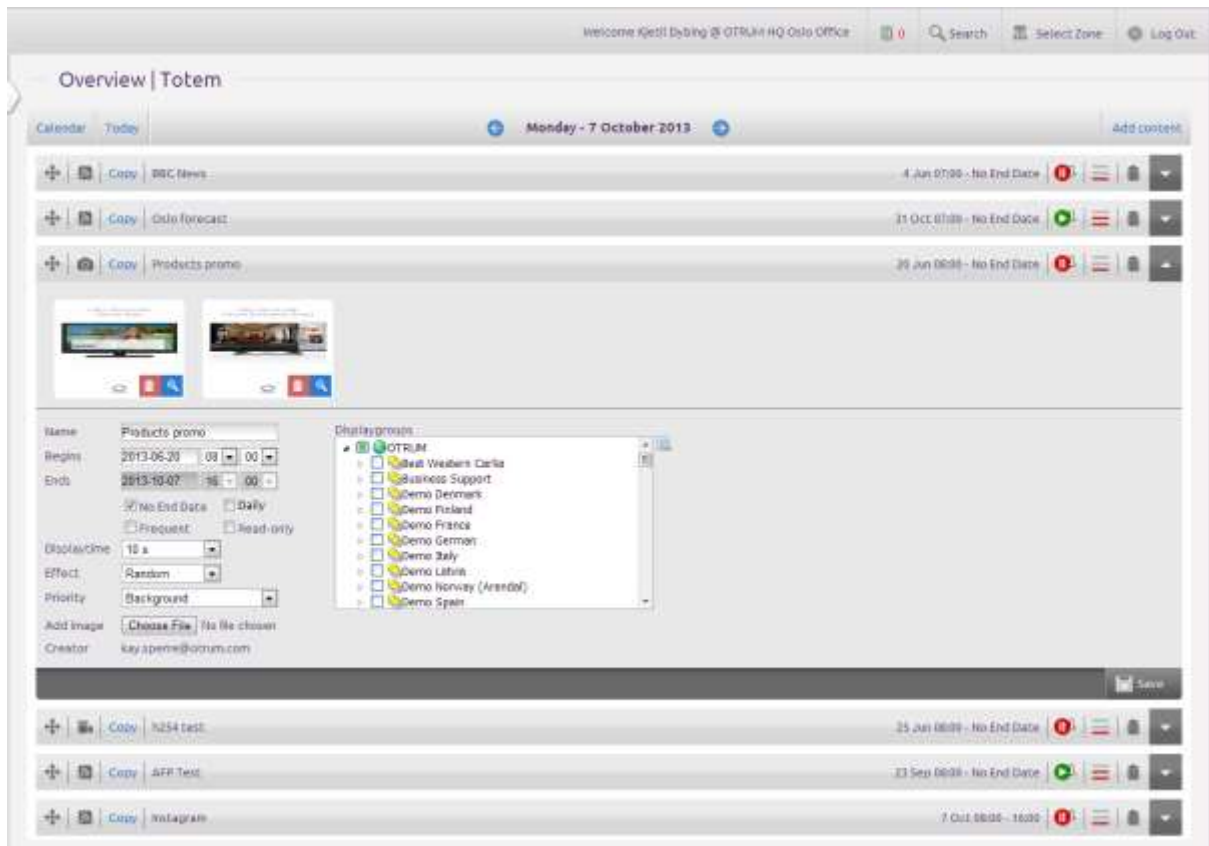 Welcome Kjetil Dybing @ OTRUM HQ Oslo Office
0
Search
Select Zone
Log Out
Overview | Totem
Calendar
Today
Monday - 7 October 2013
Add content
Copy BBC News 4 Jun 07:00 - No End Date
Copy Oslo forecast 31 Oct 07:00 - No End Date
Copy Products promo 20 Jun 08:00 - No End Date
Name Products promo
Begins 2013-06-20 08 00
Ends 2013-10-07 16 00
No End Date Daily
Frequent Read-only
Displaytime 10 s
Effect Random
Priority Background
Add image Choose File No file chosen
Creator kay.sperre@otrum.com
Displaygroups
OTRUM
Best Western Carlia
Business Support
Demo Denmark
Demo Finland
Demo France
Demo German
Demo Italy
Demo Latvia
Demo Norway (Arendal)
Demo Spain
Save
Copy h254 test 25 Jun 08:00 - No End Date
Copy AFP Test 23 Sep 08:00 - No End Date
Copy Instagram 7 Oct 08:00 - 16:00